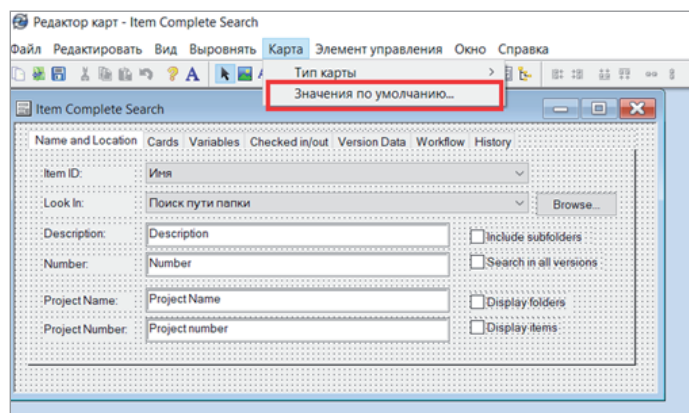 Редактор карт - Item Complete Search
Файл Редактировать Вид Выровнять Карта Элемент управления Окно Справка
Тип карты
Значения по умолчанию...
Item Complete Search
Name and Location Cards Variables Checked in/out Version Data Workflow History
Item ID: Имя
Look In: Поиск пути папки Browse...
Description: Description Include subfolders
Number: Number Search in all versions
Project Name: Project Name Display folders
Project Number: Project number Display items